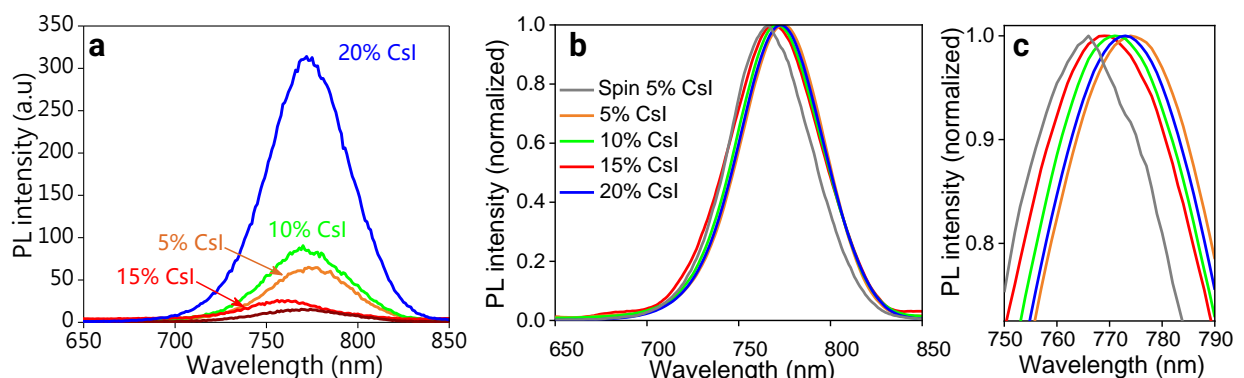 a
PL intensity (a.u)
350
300
250
200
150
100
50
0
20% CsI
10% CsI
5% CsI
15% CsI
650 700 750 800 850
Wavelength (nm)
b
PL intensity (normalized)
1.0
0.8
0.6
0.4
0.2
0.0
Spin 5% CsI
5% CsI
10% CsI
15% CsI
20% CsI
650 700 750 800 850
Wavelength (nm)
c
PL intensity (normalized)
1.0
0.9
0.8
750 760 770 780 790
Wavelength (nm)